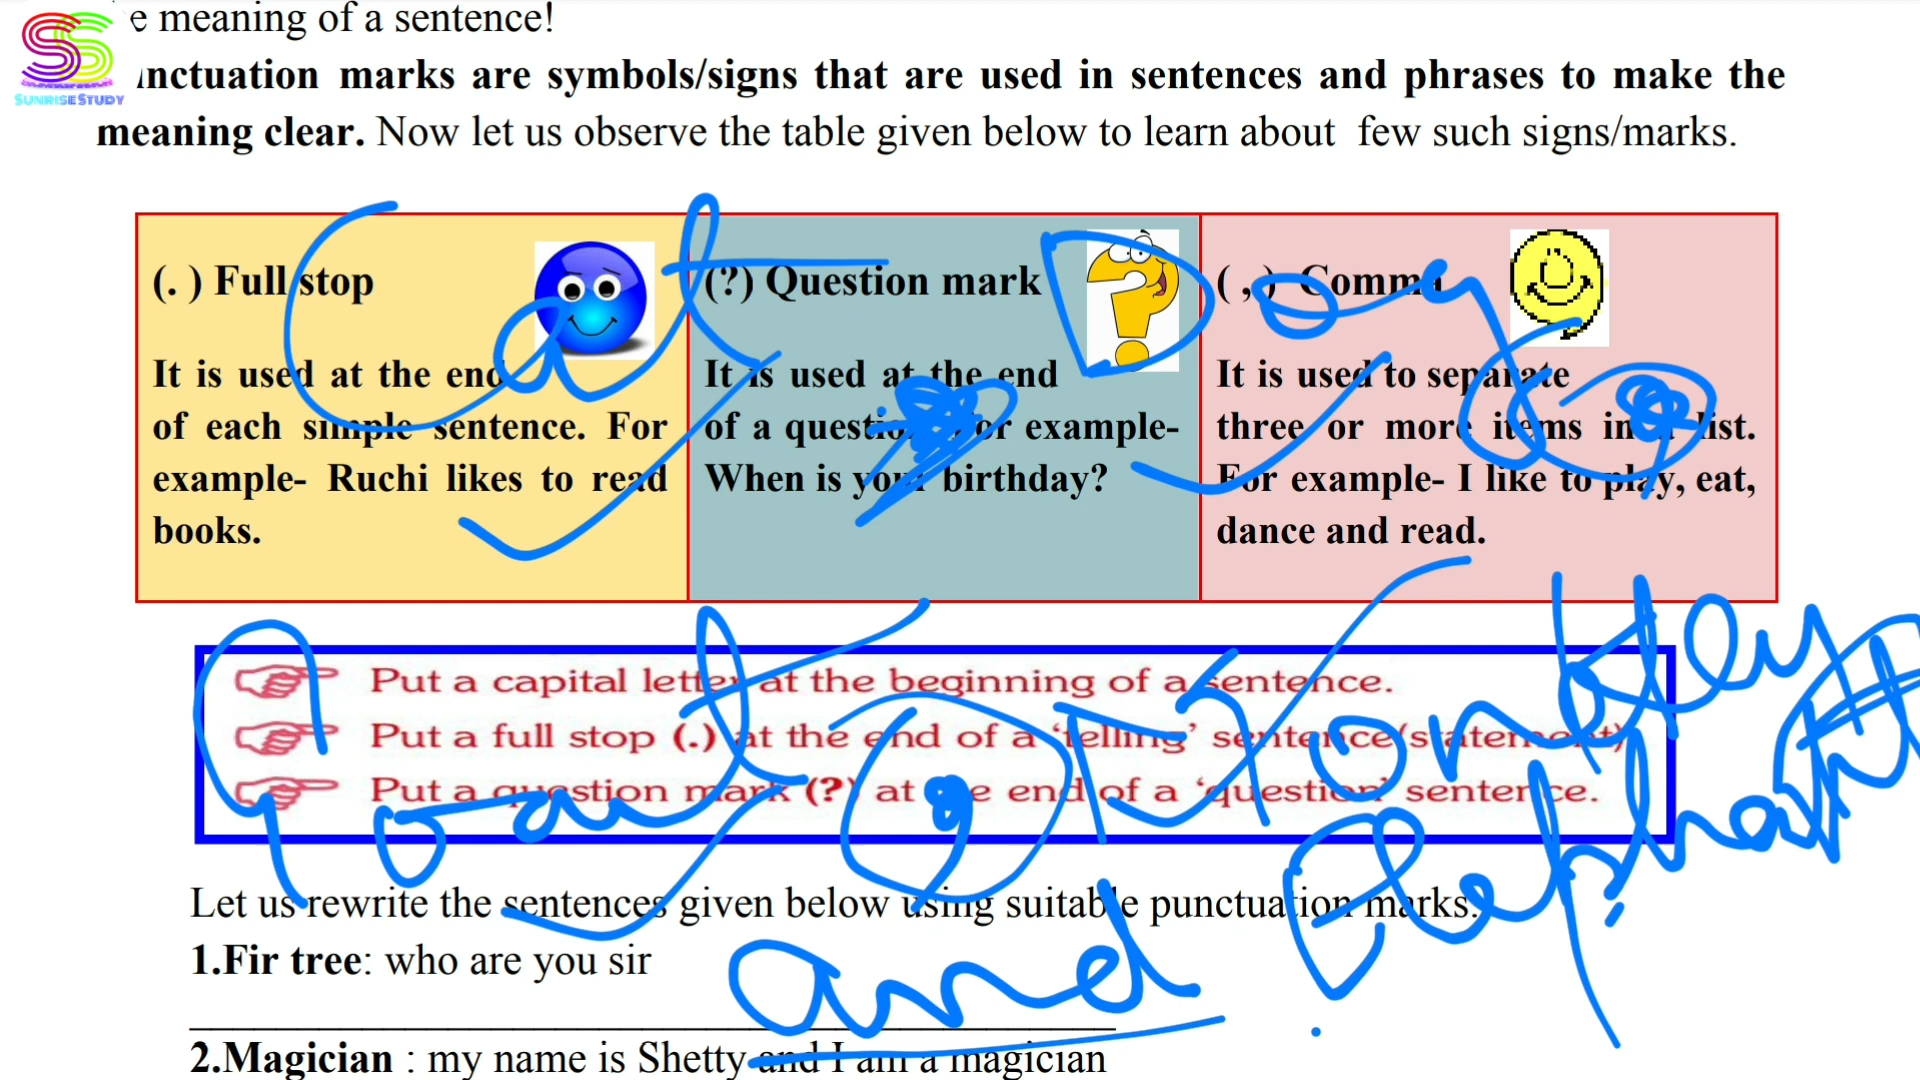 e meaning of a sentence!
nctuation marks are symbols/signs that are used in sentences and phrases to make the
SUNRISE STUDY
meaning clear. Now let us observe the table given below to learn about few such signs/marks.
(. ) Full stop
It is used at the end
of each simple sentence. For
example- Ruchi likes to read
books.
(?) Question mark
It is used at the end
of a question. For example-
When is your birthday?
( , ) Comma
It is used to separate
three or more items in a list.
For example- I like to play, eat,
dance and read.
cat
Dog
Put a capital letter at the beginning of a sentence.
Put a full stop (.) at the end of a ‘telling’ sentence(statement)
Put a question mark (?) at the end of a ‘question’ sentence.
Goat
and
Elephant
Let us rewrite the sentences given below using suitable punctuation marks.
1.Fir tree: who are you sir
2.Magician : my name is Shetty and I am a magician